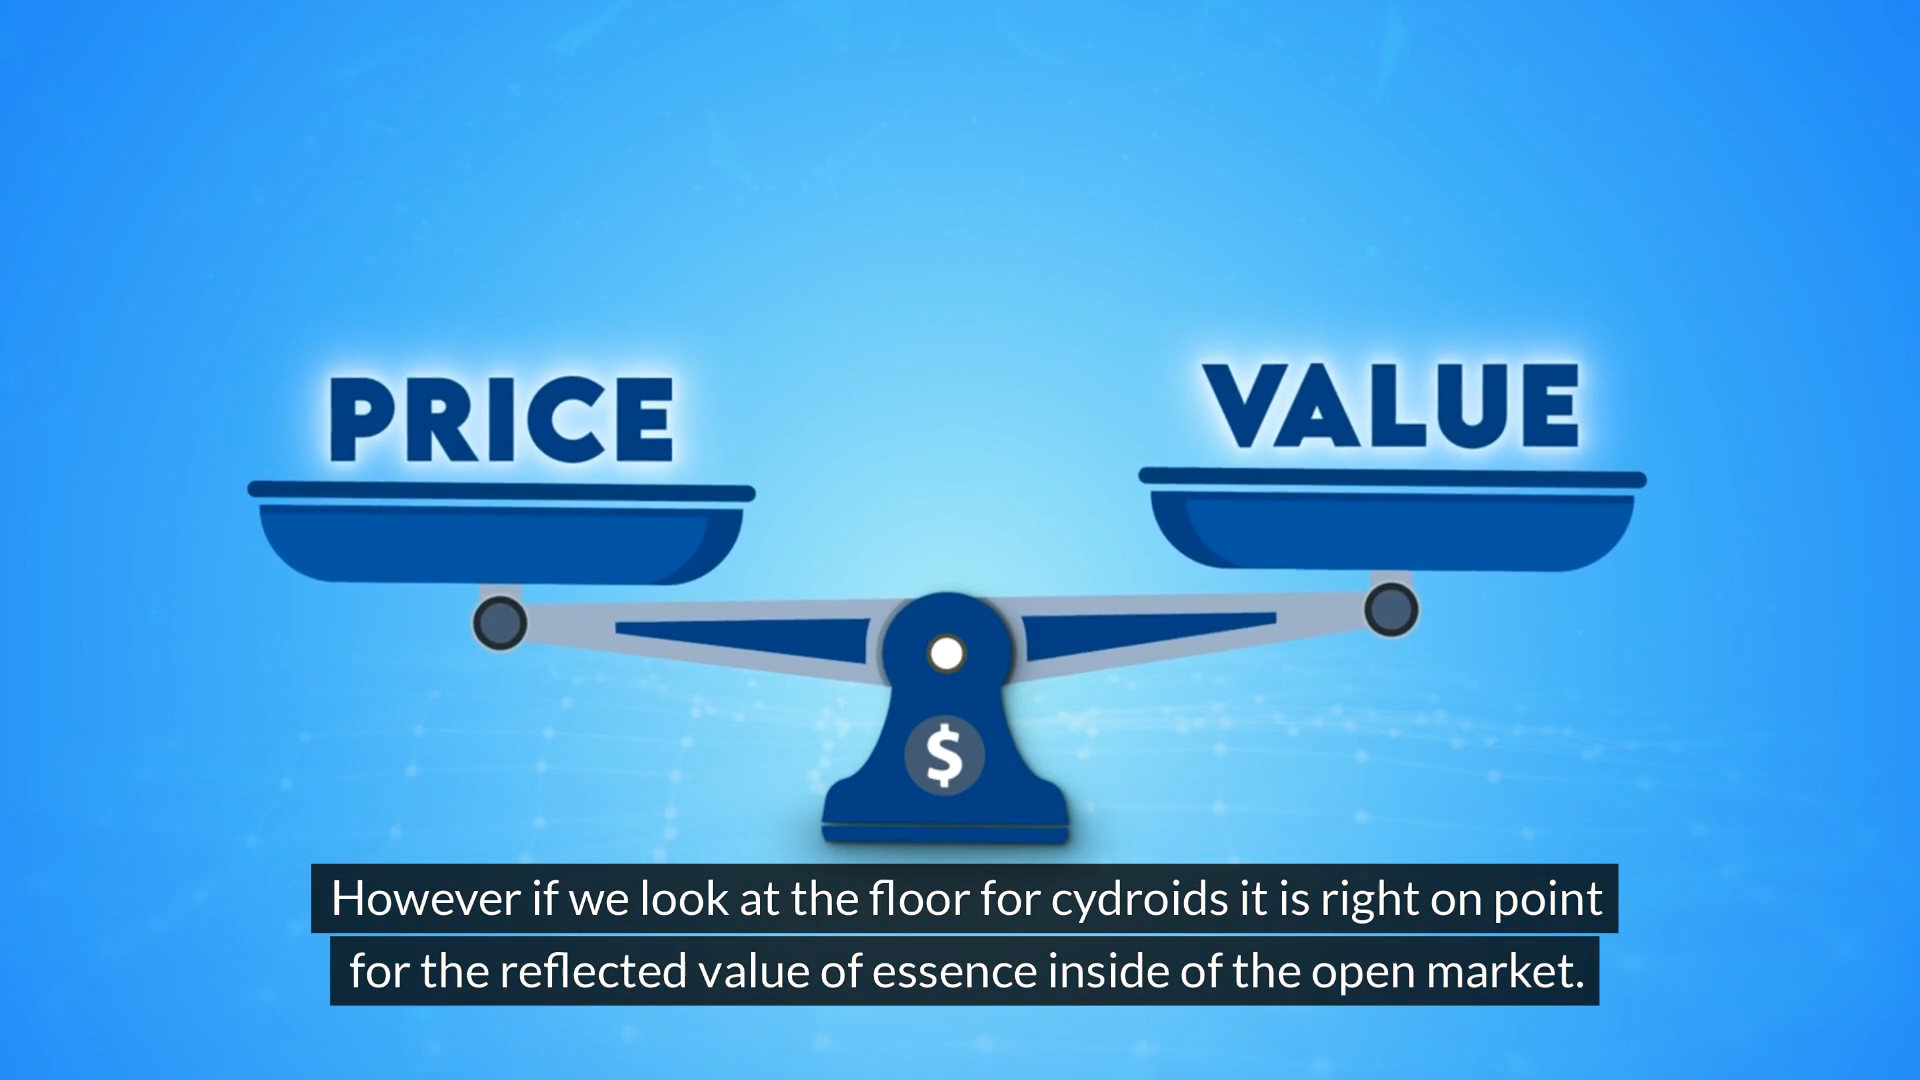 PRICE
VALUE
$
However if we look at the floor for cydroids it is right on point
for the reflected value of essence inside of the open market.